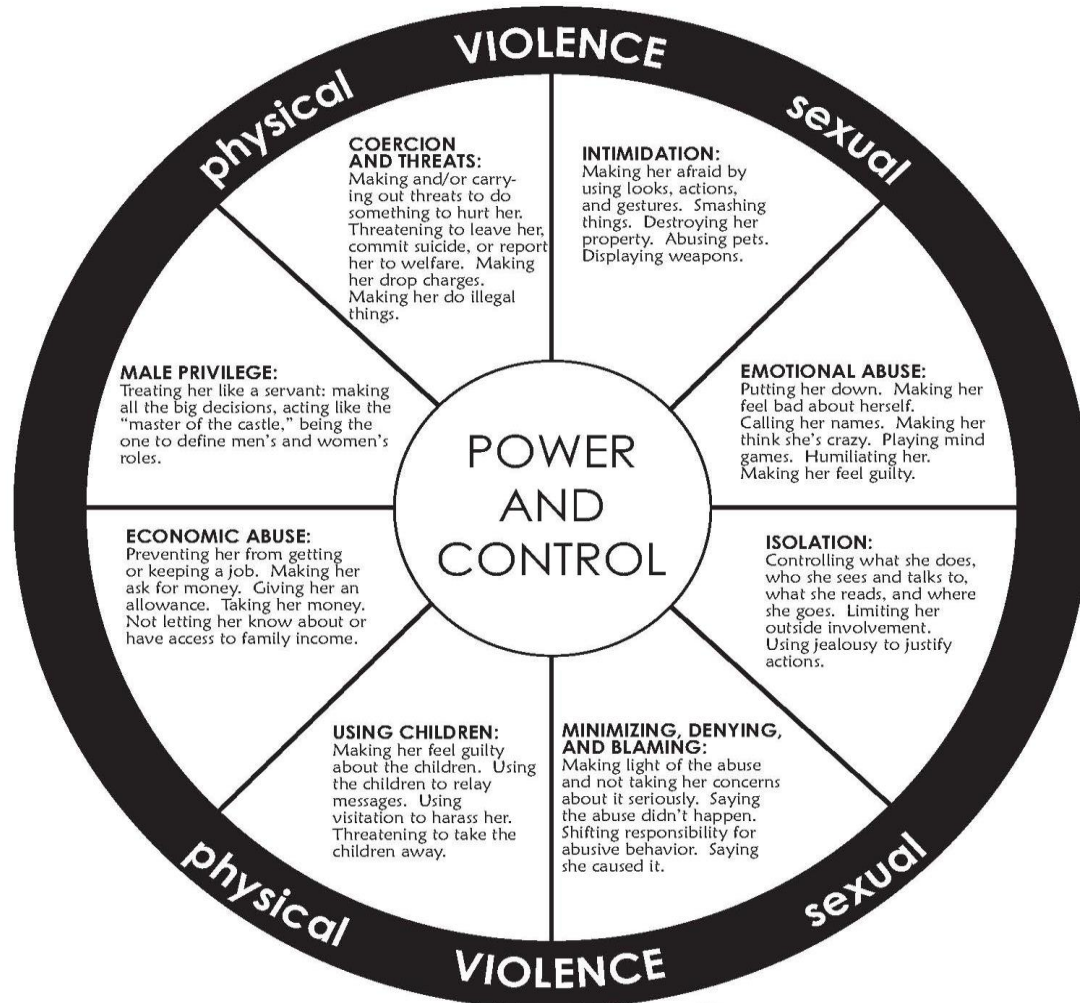 VIOLENCE
physical
sexual
COERCION
AND THREATS:
Making and/or carry-
ing out threats to do
something to hurt her.
Threatening to leave her,
commit suicide, or report
her to welfare. Making
her drop charges.
Making her do illegal
things.
INTIMIDATION:
Making her afraid by
using looks, actions,
and gestures. Smashing
things. Destroying her
property. Abusing pets.
Displaying weapons.
MALE PRIVILEGE:
Treating her like a servant: making
all the big decisions, acting like the
“master of the castle,” being the
one to define men’s and women’s
roles.
EMOTIONAL ABUSE:
Putting her down. Making her
feel bad about herself.
Calling her names. Making her
think she’s crazy. Playing mind
games. Humiliating her.
Making her feel guilty.
POWER
AND
CONTROL
ECONOMIC ABUSE:
Preventing her from getting
or keeping a job. Making her
ask for money. Giving her an
allowance. Taking her money.
Not letting her know about or
have access to family income.
ISOLATION:
Controlling what she does,
who she sees and talks to,
what she reads, and where
she goes. Limiting her
outside involvement.
Using jealousy to justify
actions.
USING CHILDREN:
Making her feel guilty
about the children. Using
the children to relay
messages. Using
visitation to harass her.
Threatening to take the
children away.
MINIMIZING, DENYING,
AND BLAMING:
Making light of the abuse
and not taking her concerns
about it seriously. Saying
the abuse didn’t happen.
Shifting responsibility for
abusive behavior. Saying
she caused it.
physical
sexual
VIOLENCE